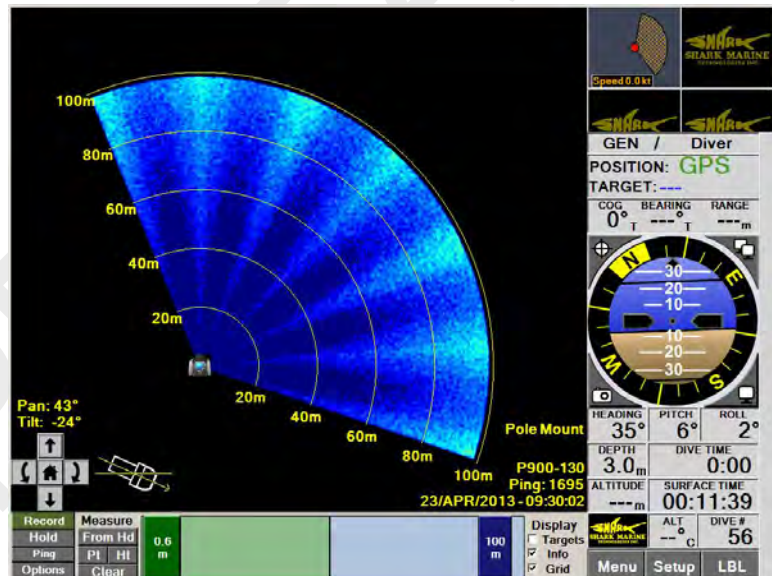 100m
80m
60m
40m
20m
20m
40m
60m
80m
100m
Pan: 43°
Tilt: -24°
Pole Mount
P900-130
Ping: 1695
23/APR/2013 - 09:30:02
Record
Hold
Ping
Options
Measure
From Hd
Pt Ht
Clear
0.6
m
100
m
Display
Targets
Info
Grid
Speed 0.0 kt
SHARK MARINE
GEN / Diver
POSITION: GPS
TARGET: ---
COG BEARING RANGE
0° T ---° T ---m
N
E
S
W
30
20
10
10
20
30
HEADING PITCH ROLL
35° 6° 2°
DEPTH DIVE TIME
3.0m 0:00
ALTITUDE SURFACE TIME
---m 00:11:39
SHARK MARINE
ALT DIVE #
--°C 56
Menu Setup LBL